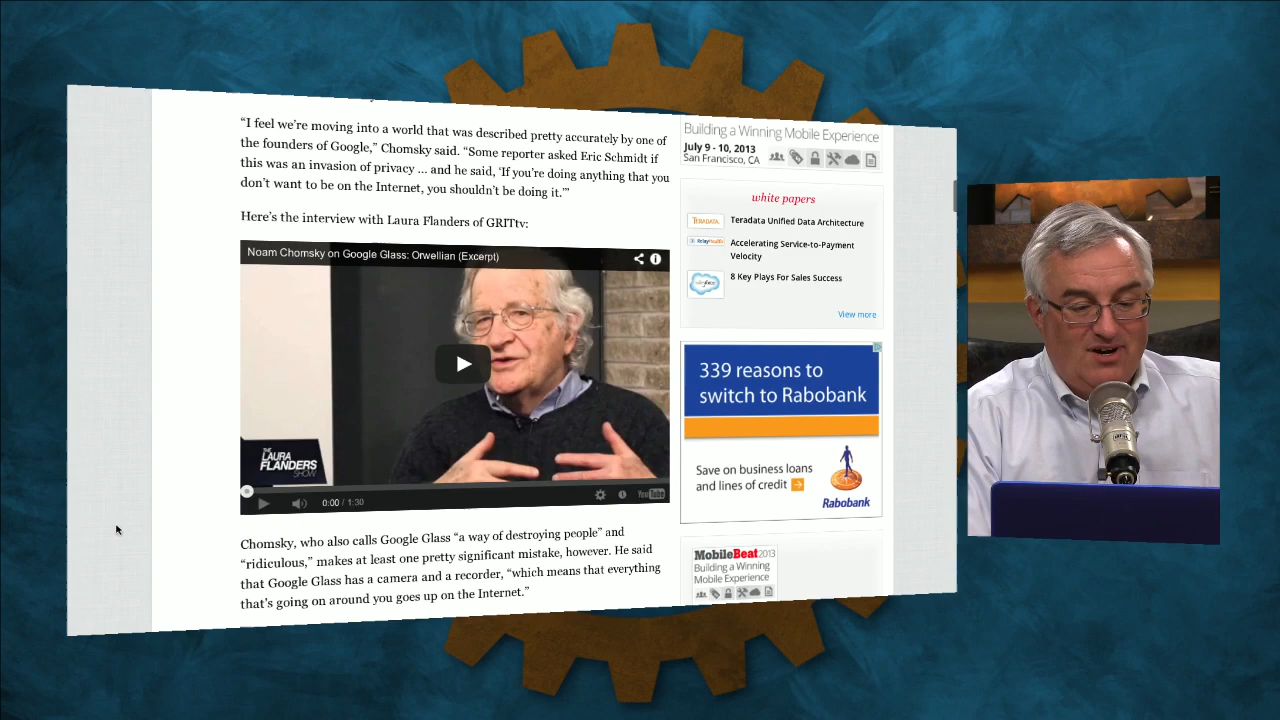 “I feel we’re moving into a world that was described pretty accurately by one of
the founders of Google,” Chomsky said. “Some reporter asked Eric Schmidt if
this was an invasion of privacy ... and he said, ‘If you’re doing anything that you
don’t want to be on the Internet, you shouldn’t be doing it.’”
Here’s the interview with Laura Flanders of GRITtv:
Noam Chomsky on Google Glass: Orwellian (Excerpt)
THE
LAURA
FLANDERS
SHOW
0:00 / 1:30
YouTube
Chomsky, who also calls Google Glass “a way of destroying people” and
“ridiculous,” makes at least one pretty significant mistake, however. He said
that Google Glass has a camera and a recorder, “which means that everything
that’s going on around you goes up on the Internet.”
Building a Winning Mobile Experience
July 9 - 10, 2013
San Francisco, CA
white papers
TERADATA.
Teradata Unified Data Architecture
RelayHealth
Accelerating Service-to-Payment
Velocity
salesforce
8 Key Plays For Sales Success
View more
339 reasons to
switch to Rabobank
Save on business loans
and lines of credit
Rabobank
MobileBeat2013
Building a Winning
Mobile Experience